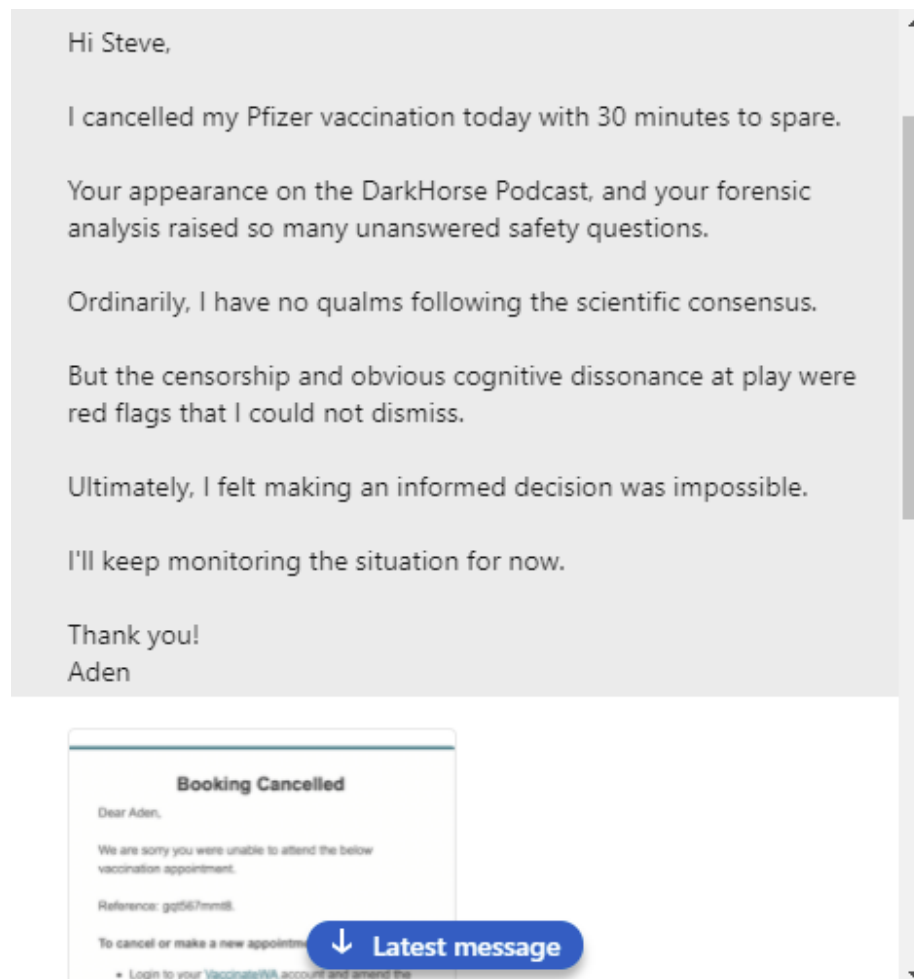 Hi Steve,
I cancelled my Pfizer vaccination today with 30 minutes to spare.
Your appearance on the DarkHorse Podcast, and your forensic
analysis raised so many unanswered safety questions.
Ordinarily, I have no qualms following the scientific consensus.
But the censorship and obvious cognitive dissonance at play were
red flags that I could not dismiss.
Ultimately, I felt making an informed decision was impossible.
I'll keep monitoring the situation for now.
Thank you!
Aden
Booking Cancelled
Dear Aden,
We are sorry you were unable to attend the below
vaccination appointment.
Reference: gqt567mmt8.
To cancel or make a new appointm
Latest message
• Login to your VaccinateWA account and amend the